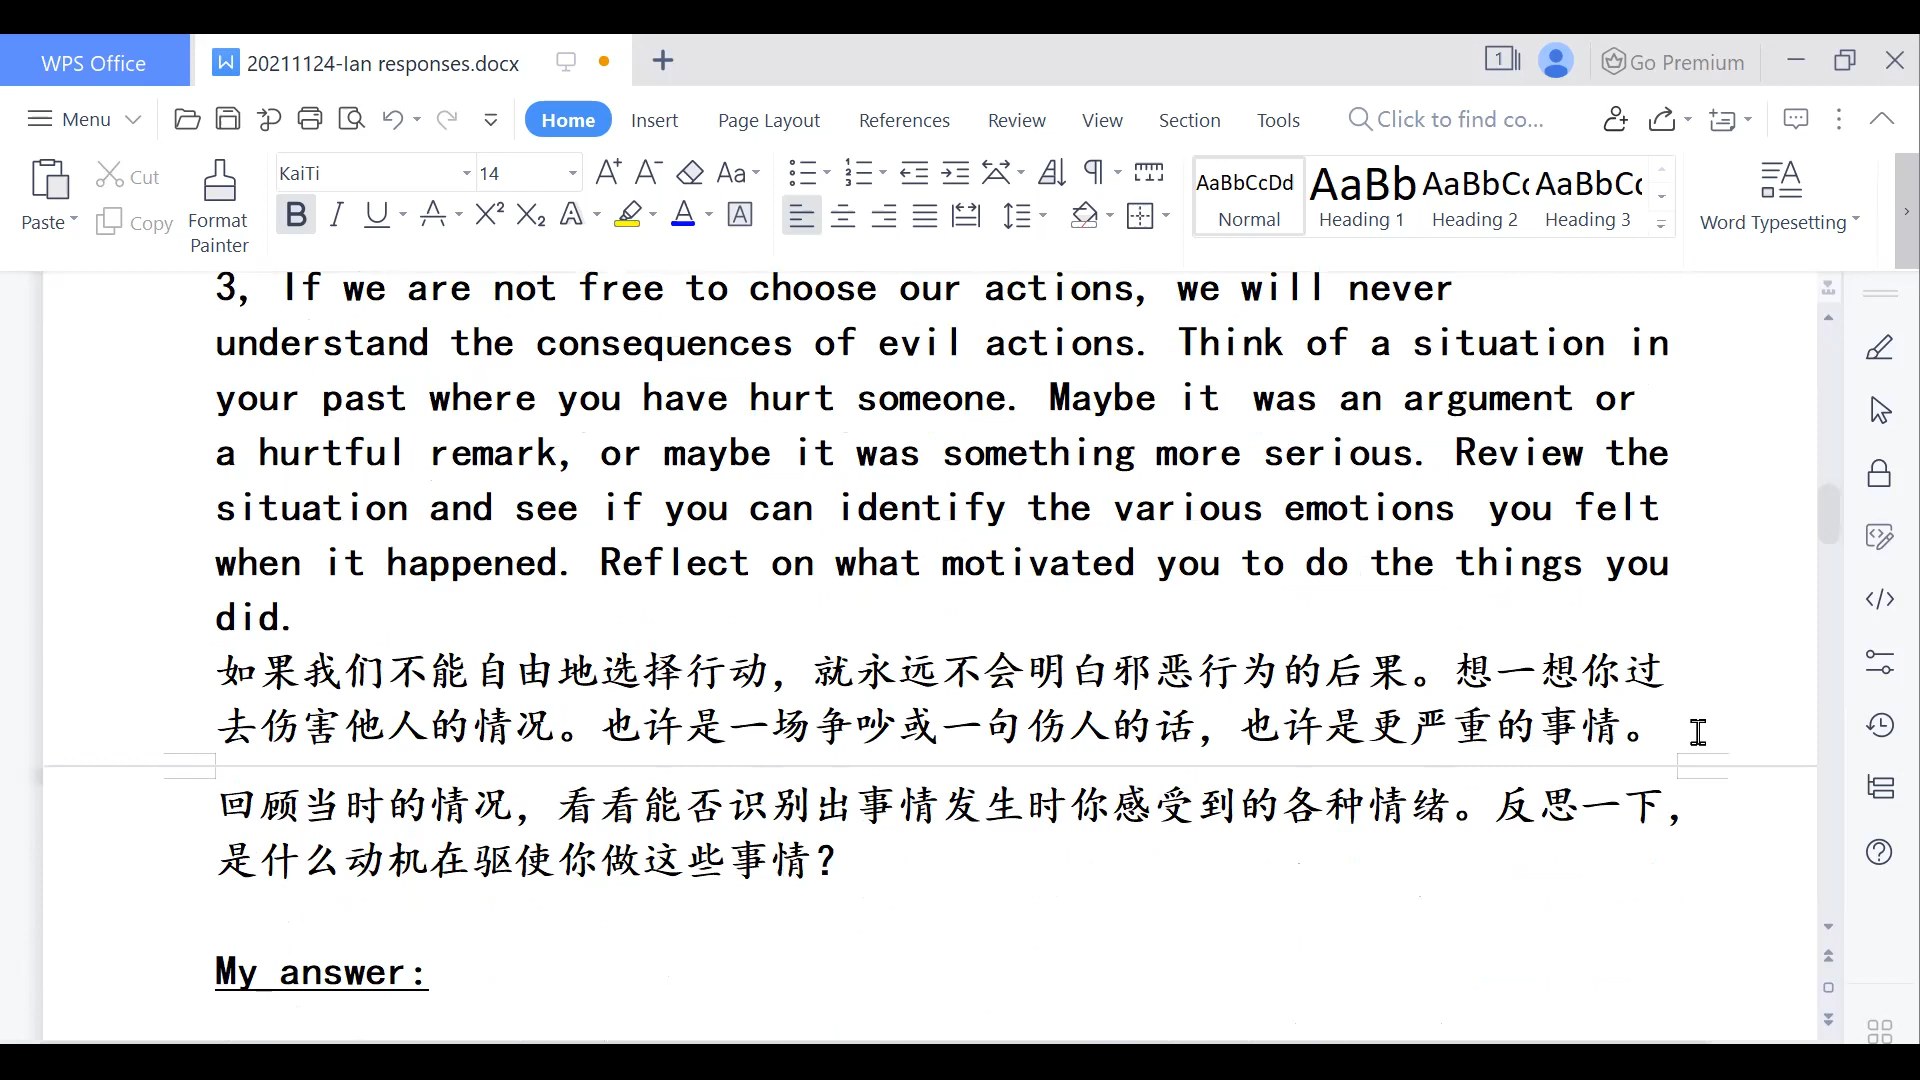 WPS Office
20211124-Ian responses.docx
1
Go Premium
Menu
Home
Insert
Page Layout
References
Review
View
Section
Tools
Click to find co...
Paste
Cut
Copy
Format
Painter
KaiTi
14
Normal
AaBbCcDd
Heading 1
AaBb
Heading 2
AaBbCc
Heading 3
AaBbCc
Word Typesetting
3, If we are not free to choose our actions, we will never
understand the consequences of evil actions. Think of a situation in
your past where you have hurt someone. Maybe it was an argument or
a hurtful remark, or maybe it was something more serious. Review the
situation and see if you can identify the various emotions you felt
when it happened. Reflect on what motivated you to do the things you
did.
如果我们不能自由地选择行动，就永远不会明白邪恶行为的后果。想一想你过
去伤害他人的情况。也许是一场争吵或一句伤人的话，也许是更严重的事情。
回顾当时的情况，看看能否识别出事情发生时你感受到的各种情绪。反思一下，
是什么动机在驱使你做这些事情？
My answer: